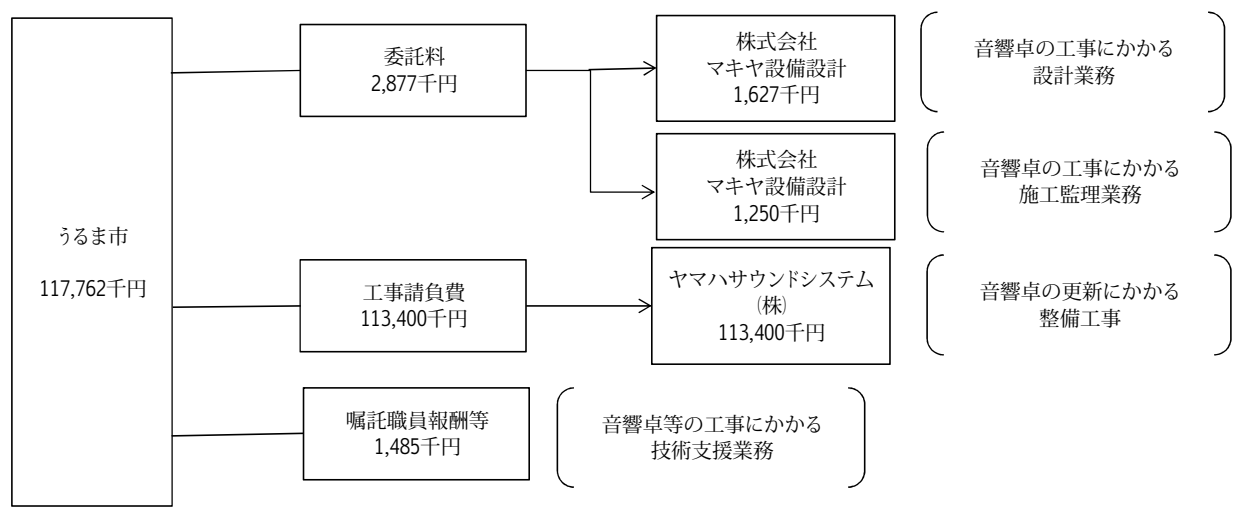 うるま市
117,762千円
委託料
2,877千円
株式会社
マキヤ設備設計
1,627千円
音響卓の工事にかかる
設計業務
株式会社
マキヤ設備設計
1,250千円
音響卓の工事にかかる
施工監理業務
工事請負費
113,400千円
ヤマハサウンドシステム
(株)
113,400千円
音響卓の更新にかかる
整備工事
嘱託職員報酬等
1,485千円
音響卓等の工事にかかる
技術支援業務